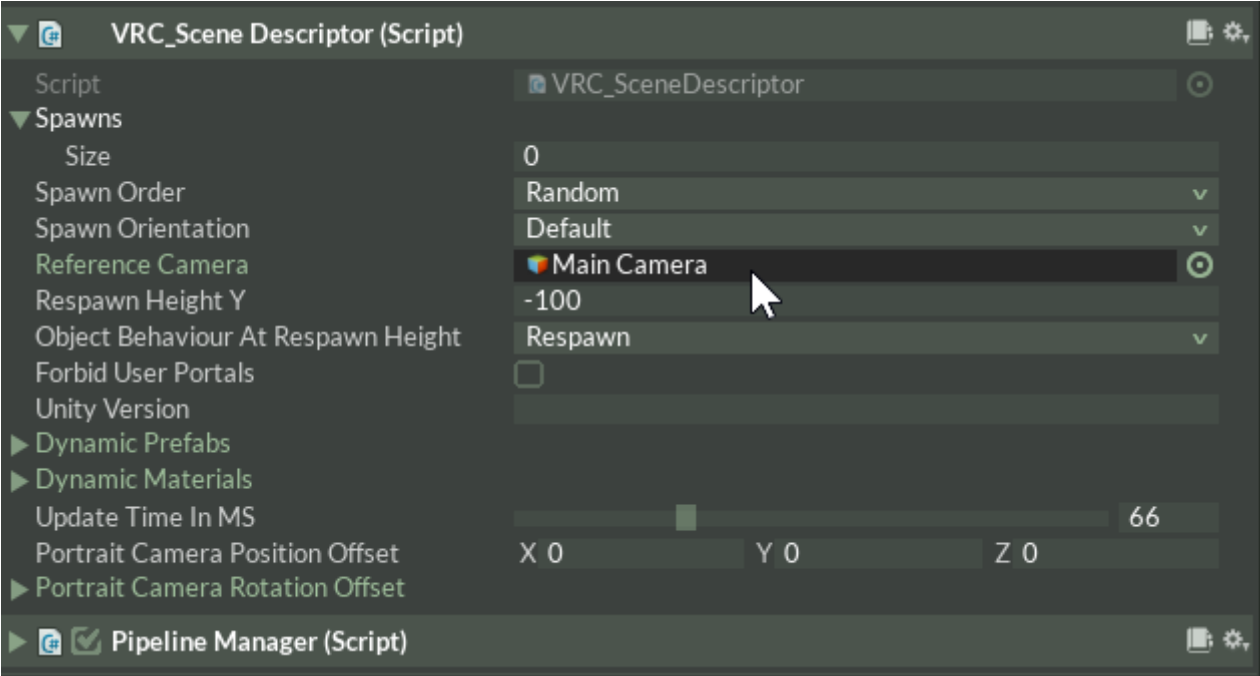 VRC_Scene Descriptor (Script)
Script VRC_SceneDescriptor
Spawns
Size 0
Spawn Order Random
Spawn Orientation Default
Reference Camera Main Camera
Respawn Height Y -100
Object Behaviour At Respawn Height Respawn
Forbid User Portals
Unity Version
Dynamic Prefabs
Dynamic Materials
Update Time In MS 66
Portrait Camera Position Offset X 0 Y 0 Z 0
Portrait Camera Rotation Offset
Pipeline Manager (Script)